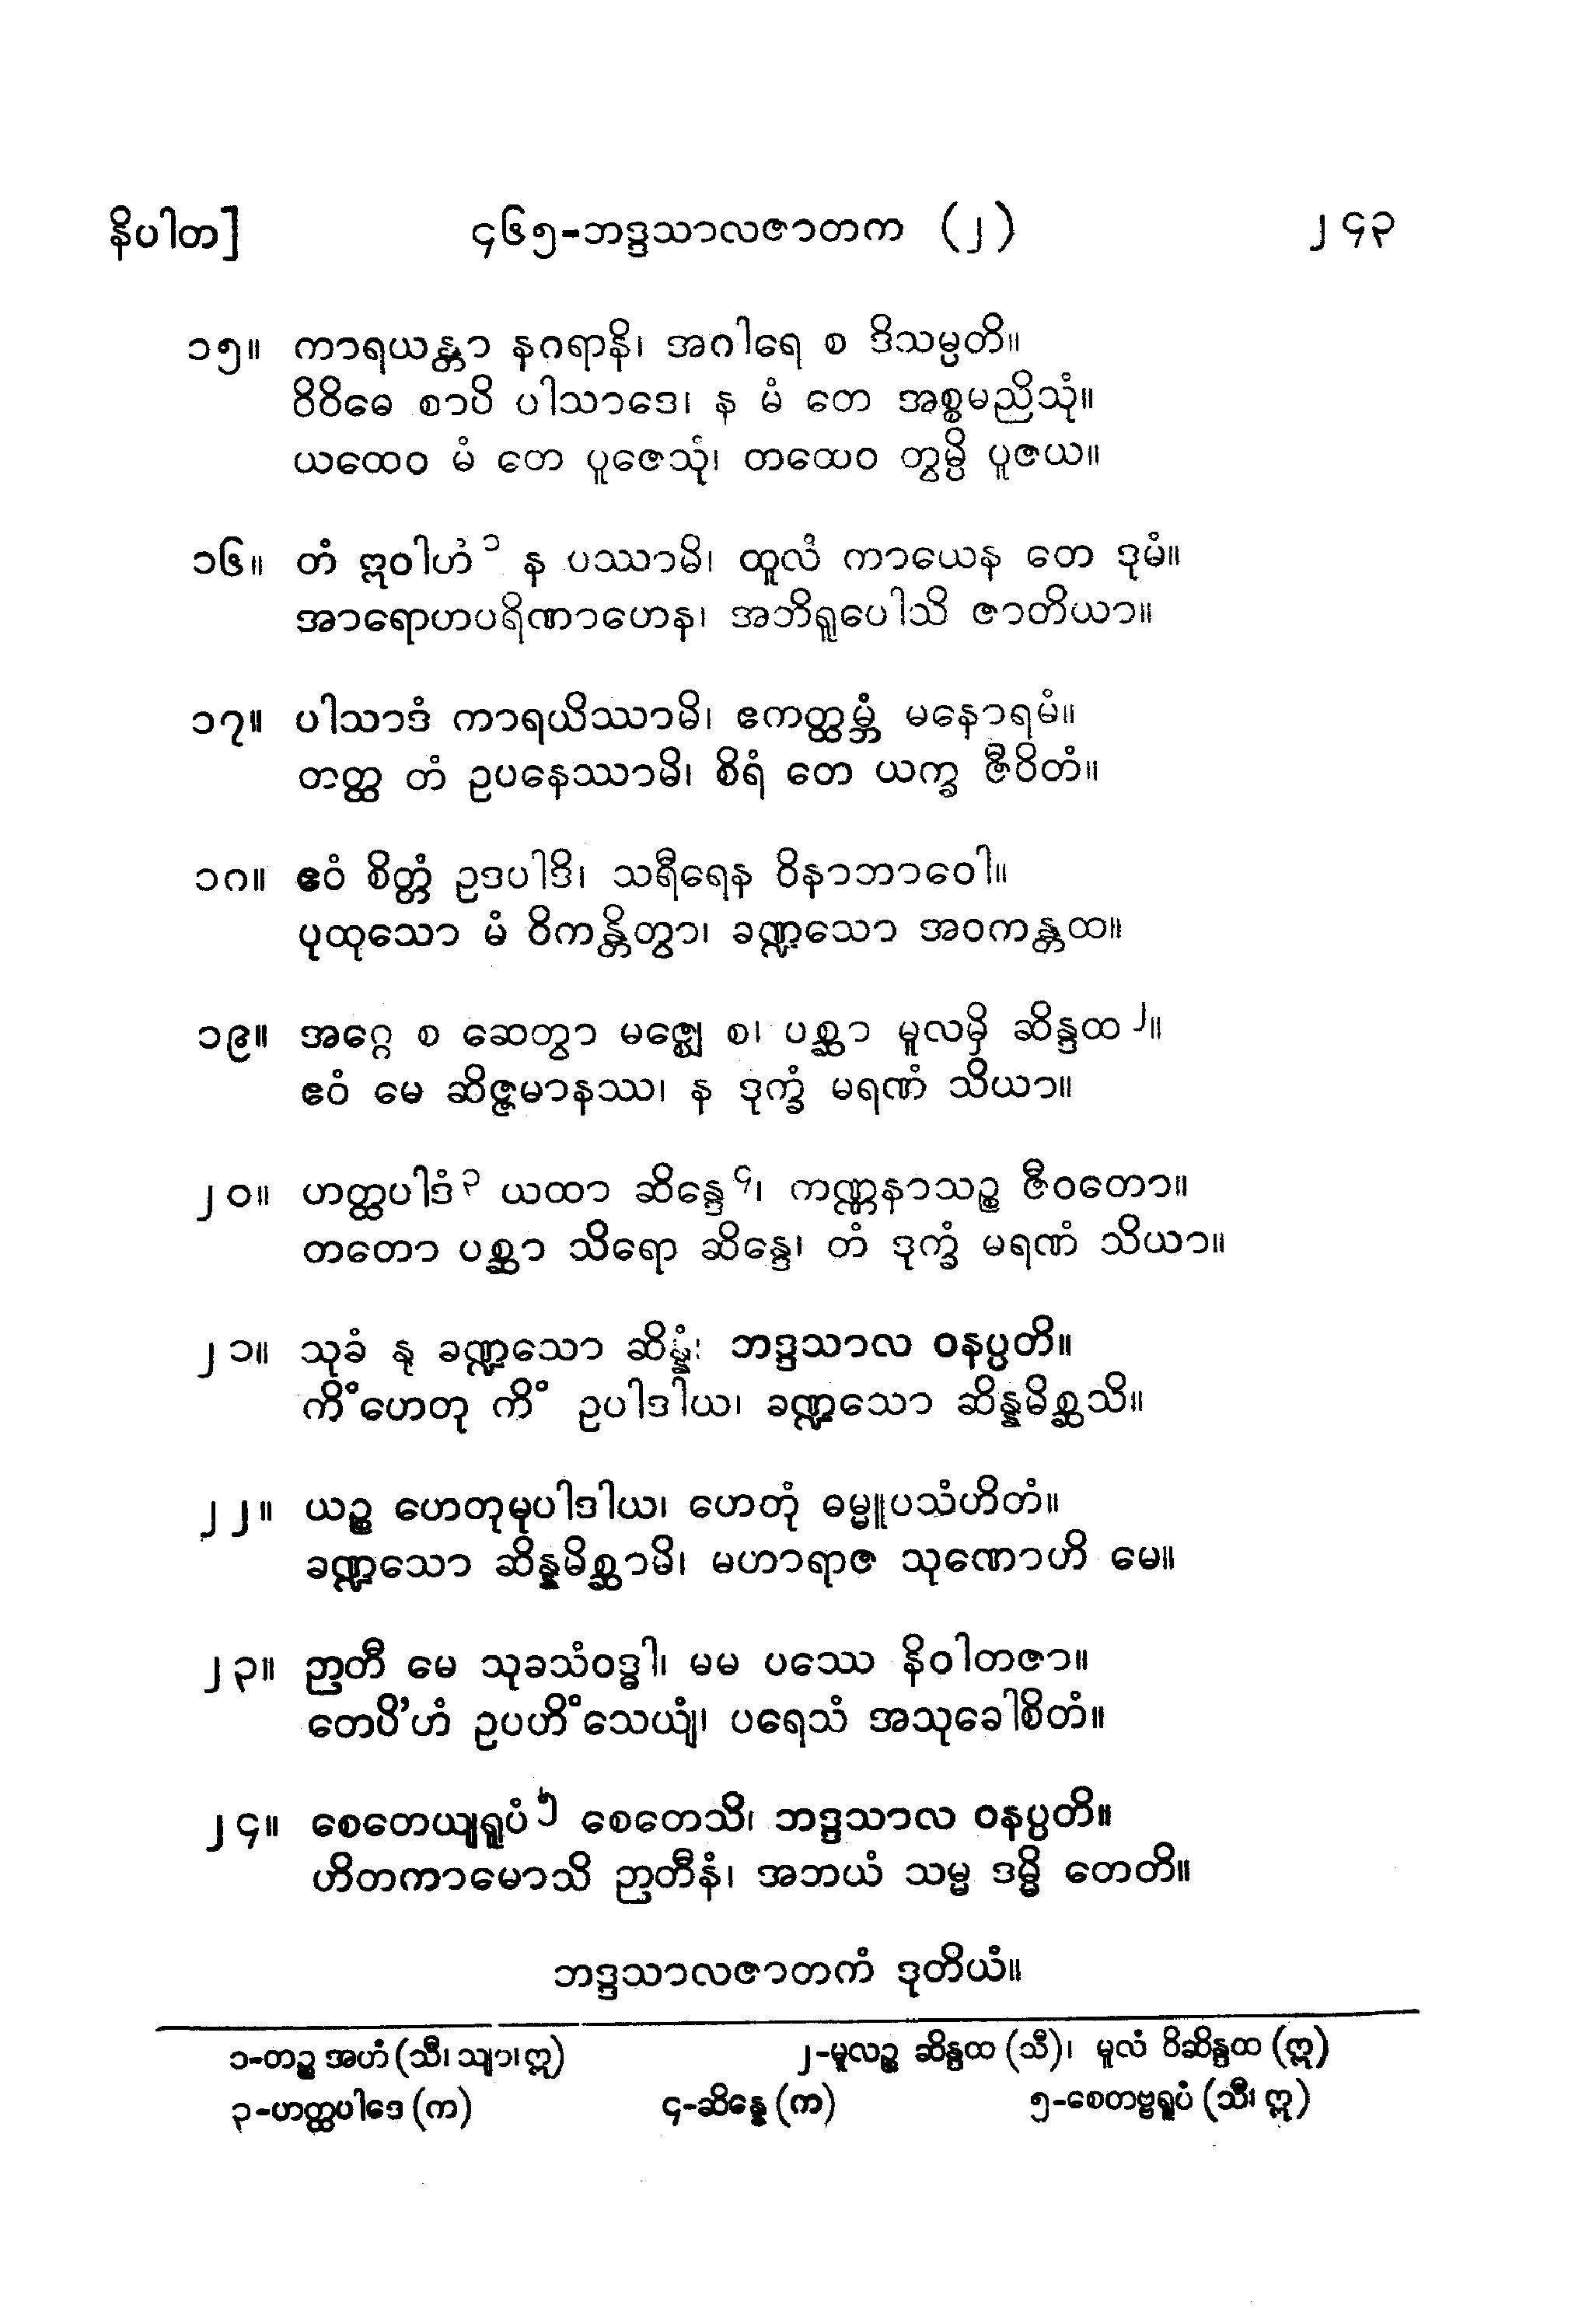 နိပါတ] ၄၆၅-ဘဒ္ဒသာလဇာတက (၂) ၂၄၃
၁၅။ ကာရယန္တာ နဂရာနိ၊ အဂါရေ စ ဒိသမ္ပတိ။
ဝိဝိဓေ စာပိ ပါသာဒေ၊ န မံ တေ အစ္စမညိသုံ။
ယထေဝ မံ တေ ပူဇေသုံ၊ တထေဝ တွမ္ပိ ပူဇယ။
၁၆။ တံ ဣဝါဟံ ၁ န ပဿာမိ၊ ထူလံ ကာယေန တေ ဒုမံ။
အာရောဟပရိဏာဟေန၊ အဘိရူပေါသိ ဇာတိယာ။
၁၇။ ပါသာဒံ ကာရယိဿာမိ၊ ဧကတ္ထမ္ဘံ မနောရမံ။
တတ္ထ တံ ဥပနေဿာမိ၊ စိရံ တေ ယက္ခ ဇီဝိတံ။
၁၈။ ဧဝံ စိတ္တံ ဥဒပါဒိ၊ သရီရေန ဝိနာဘာဝေါ။
ပုထုသော မံ ဝိကန္တိတွာ၊ ခဏ္ဍသော အဝကန္တထ။
၁၉။ အဂ္ဂေ စ ဆေတွာ မဇ္ဈေ စ၊ ပစ္ဆာ မူလမှိ ဆိန္ဒထ ၂။
ဧဝံ မေ ဆိဇ္ဇမာနဿ၊ န ဒုက္ခံ မရဏံ သိယာ။
၂၀။ ဟတ္ထပါဒံ ၃ ယထာ ဆိန္ဒေ ၄၊ ကဏ္ဏနာသဉ္စ ဇီဝတော။
တတော ပစ္ဆာ သိရော ဆိန္ဒေ၊ တံ ဒုက္ခံ မရဏံ သိယာ။
၂၁။ သုခံ နု ခဏ္ဍသော ဆိန္နံ၊ ဘဒ္ဒသာလ ဝနပ္ပတိ။
ကိံဟေတု ကိံ ဥပါဒါယ၊ ခဏ္ဍသော ဆိန္နမိစ္ဆသိ။
၂၂။ ယဉ္စ ဟေတုမုပါဒါယ၊ ဟေတုံ ဓမ္မူပသံဟိတံ။
ခဏ္ဍသော ဆိန္နမိစ္ဆာမိ၊ မဟာရာဇ သုဏောဟိ မေ။
၂၃။ ဉာတီ မေ သုခသံဝဒ္ဓါ၊ မမ ပဿေ နိဝါတဇာ။
တေပိ’ဟံ ဥပဟိံသေယျံ၊ ပရေသံ အသုခေါစိတံ။
၂၄။ စေတေယျရူပံ ၅ စေတေသိ၊ ဘဒ္ဒသာလ ဝနပ္ပတိ။
ဟိတကာမောသိ ဉာတီနံ၊ အဘယံ သမ္မ ဒမ္မိ တေတိ။
ဘဒ္ဒသာလဇာတကံ ဒုတိယံ။
၁-တဉ္စ အဟံ (သီ၊ သျာ၊ ဣ) ၂-မူလဉ္စ ဆိန္ဒထ (သီ)၊ မူလံ ဝိဆိန္ဒထ (ဣ)
၃-ဟတ္ထပါဒေ (က) ၄-ဆိန္နေ (က) ၅-စေတဗ္ဗရူပံ (သီ၊ ဣ)